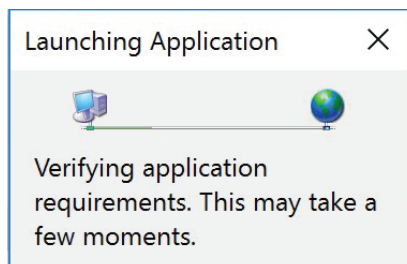 Launching Application
Verifying application
requirements. This may take a
few moments.